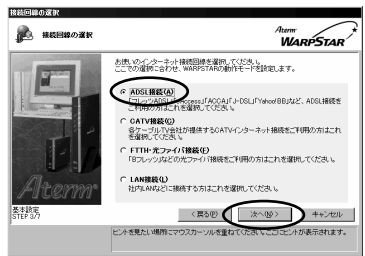 接続回線の選択
接続回線の選択
Aterm
WARPSTAR
お使いのインターネット接続回線を選択してください。
ここでの選択に合わせ、WARPSTARの動作モードを設定します。
ADSL接続(A)
「フレッツADSL」「eAccess」「ACCA」「J-DSL」「Yahoo!BB」など、ADSL接続を
ご利用の方はこれを選択してください。
CATV接続(C)
各ケーブルTV会社が提供するCATVインターネット接続をご利用の方はこれ
を選択してください。
FTTH・光ファイバ接続(F)
「Bフレッツ」などの光ファイバ接続をご利用の方はこれを選択してください。
LAN接続(L)
社内LANなどに接続する方はこれを選択してください。
Aterm
基本設定
STEP 3/7
< 戻る(P)
次へ(N) >
キャンセル
ヒントを見たい場所にマウスカーソルを重ねてください。ここにヒントが表示されます。